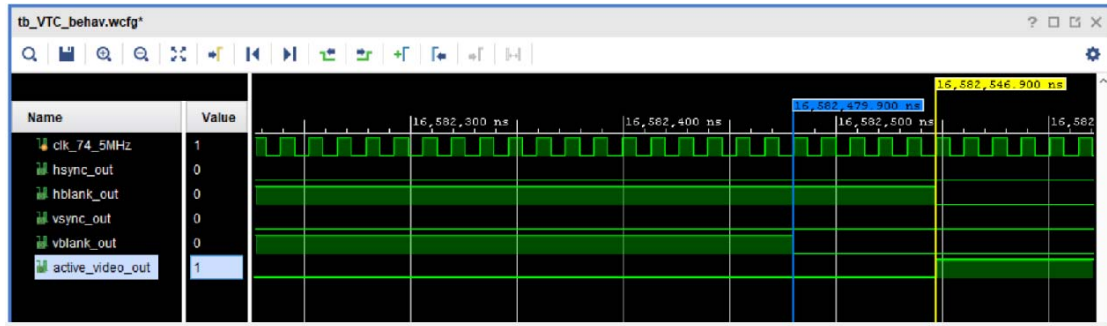 tb_VTC_behav.wcfg*
16,582,546.900 ns
16,582,479.900 ns
Name Value
16,582,300 ns 16,582,400 ns 16,582,500 ns 16,582
clk_74_5MHz 1
hsync_out 0
hblank_out 0
vsync_out 0
vblank_out 0
active_video_out 1